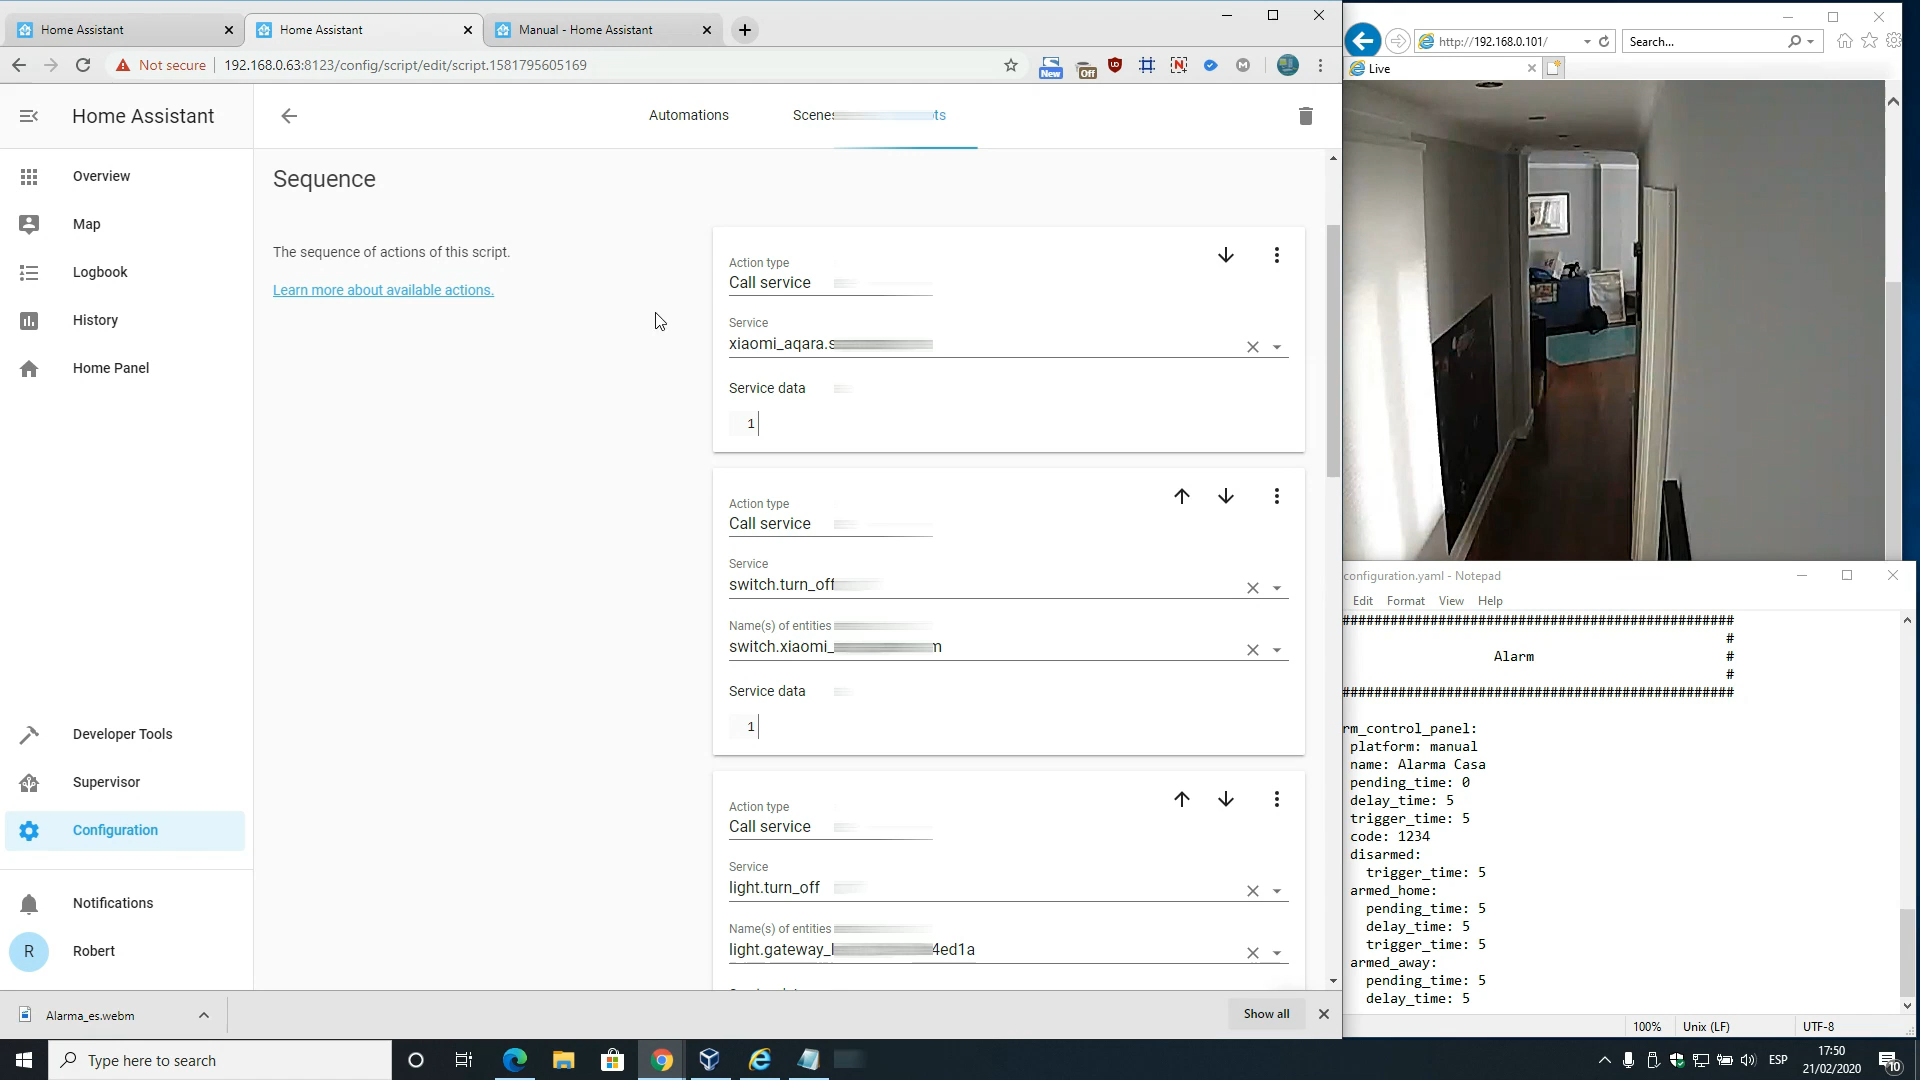 Home Assistant
Home Assistant
Manual - Home Assistant
Not secure
192.168.0.63:8123/config/script/edit/script.1581795605169
New
Off
Home Assistant
Automations
Overview
Map
Logbook
History
Home Panel
Developer Tools
Supervisor
Configuration
Notifications
R
Robert
Sequence
The sequence of actions of this script.
Learn more about available actions.
Action type
Call service
Service
Service data
1
Action type
Call service
Service
switch.turn_off
Name(s) of entities
Service data
1
Action type
Call service
Service
light.turn_off
Name(s) of entities
Alarma_es.webm
Show all
http://192.168.0.101/
Search...
Live
configuration.yaml - Notepad
Edit Format View Help
#
Alarm #
#
rm_control_panel:
platform: manual
name: Alarma Casa
pending_time: 0
delay_time: 5
trigger_time: 5
code: 1234
disarmed:
trigger_time: 5
armed_home:
pending_time: 5
delay_time: 5
trigger_time: 5
armed_away:
pending_time: 5
delay_time: 5
100% Unix (LF) UTF-8
Type here to search
ESP
17:50
21/02/2020
10